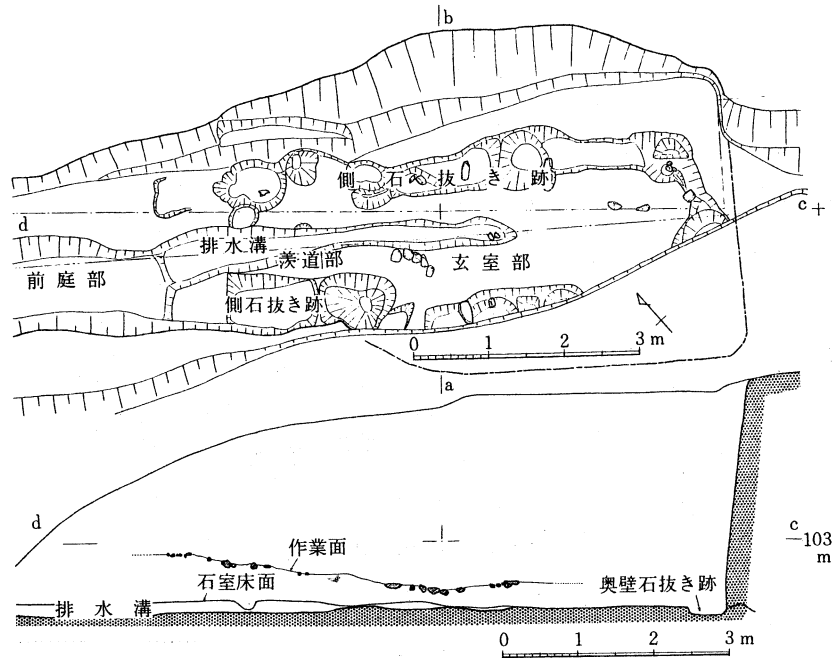 b
側石抜き跡
d
c
排水溝
羨道部
玄室部
前庭部
側石抜き跡
0 1 2 3 m
a
d
c
103
m
作業面
石室床面
奥壁石抜き跡
排水溝
0 1 2 3 m